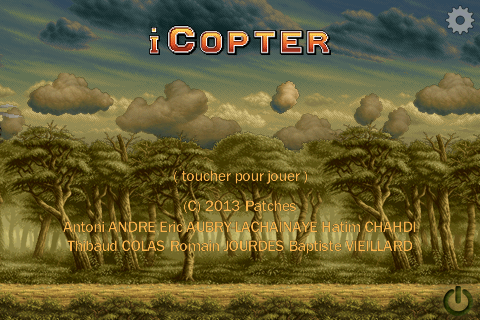 iCOPTER
( toucher pour jouer )
(C) 2013 Patches
Antoni ANDRE Eric AUBRY LACHAINAYE Hatim CHAHDI
Thibaud COLAS Romain JOURDES Baptiste VIEILLARD